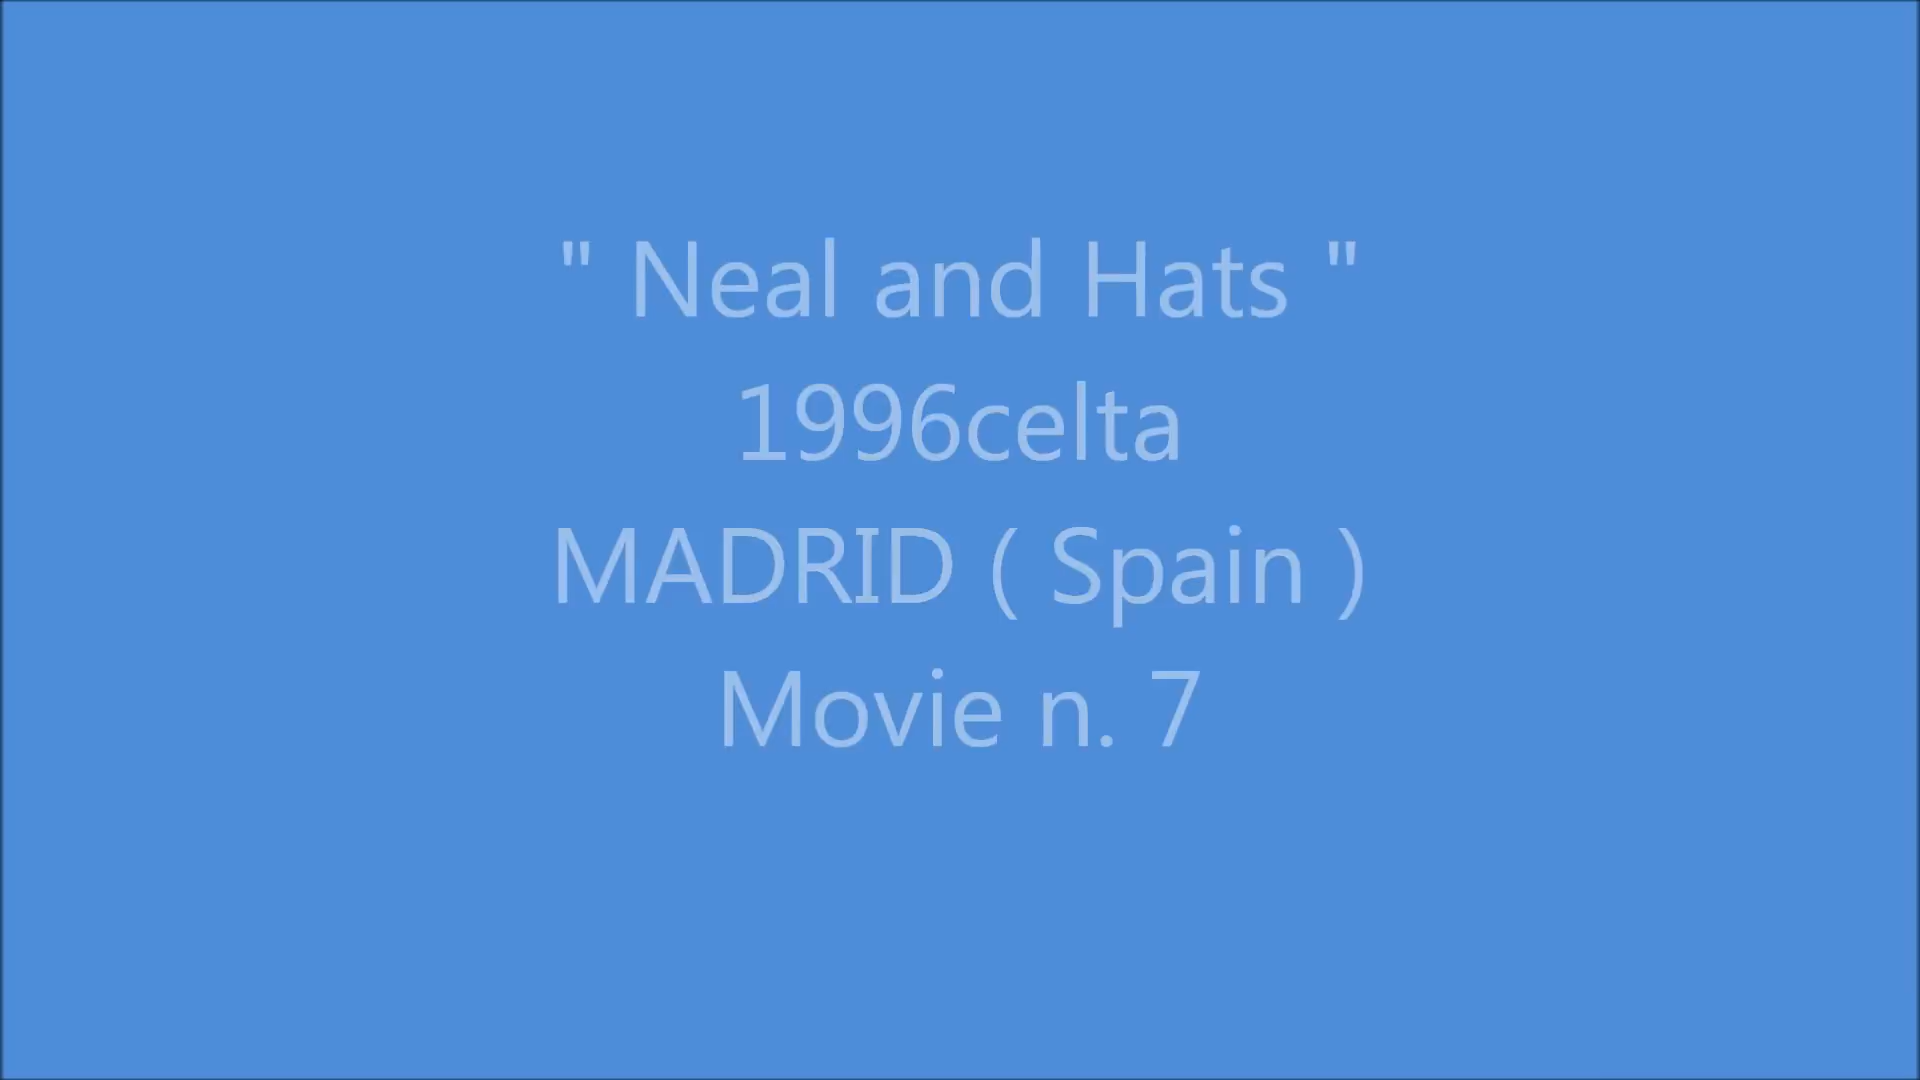 " Neal and Hats "
1996celta
MADRID ( Spain )
Movie n. 7